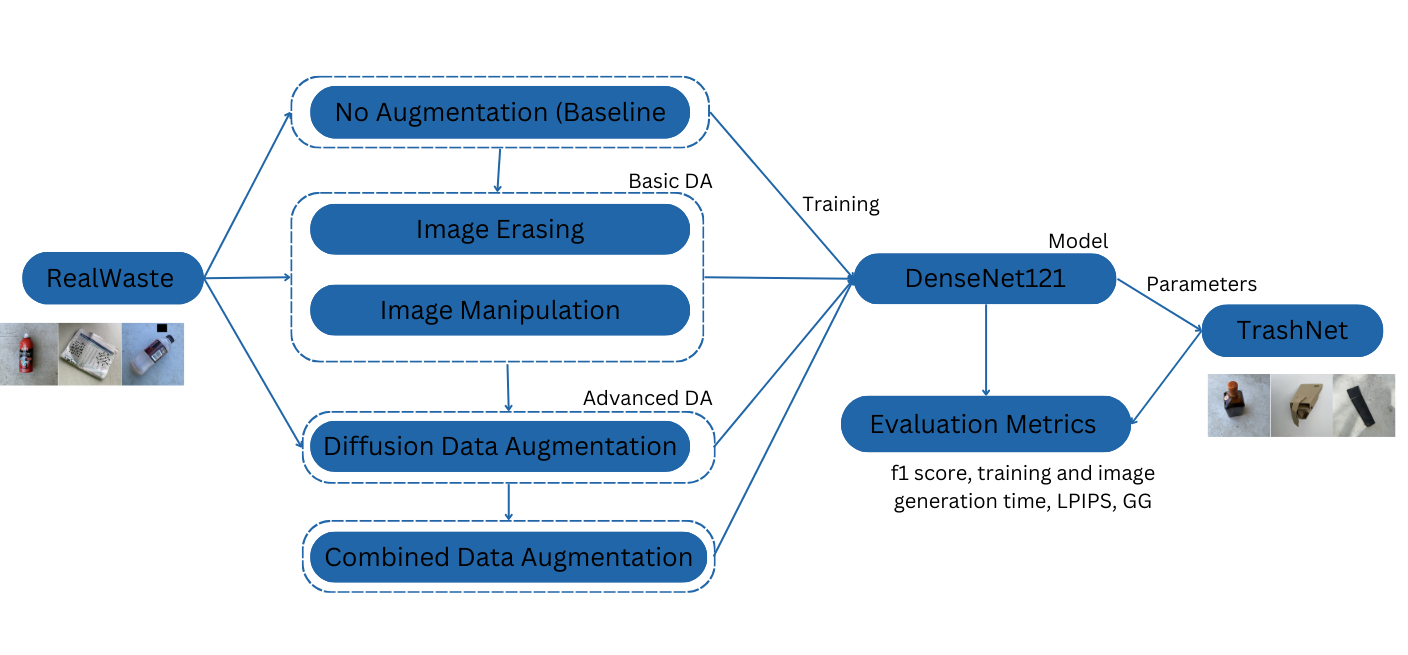 No Augmentation (Baseline
Basic DA
Image Erasing
Image Manipulation
RealWaste
Advanced DA
Diffusion Data Augmentation
Combined Data Augmentation
Training
Model
DenseNet121
Parameters
TrashNet
Evaluation Metrics
f1 score, training and image
generation time, LPIPS, GG